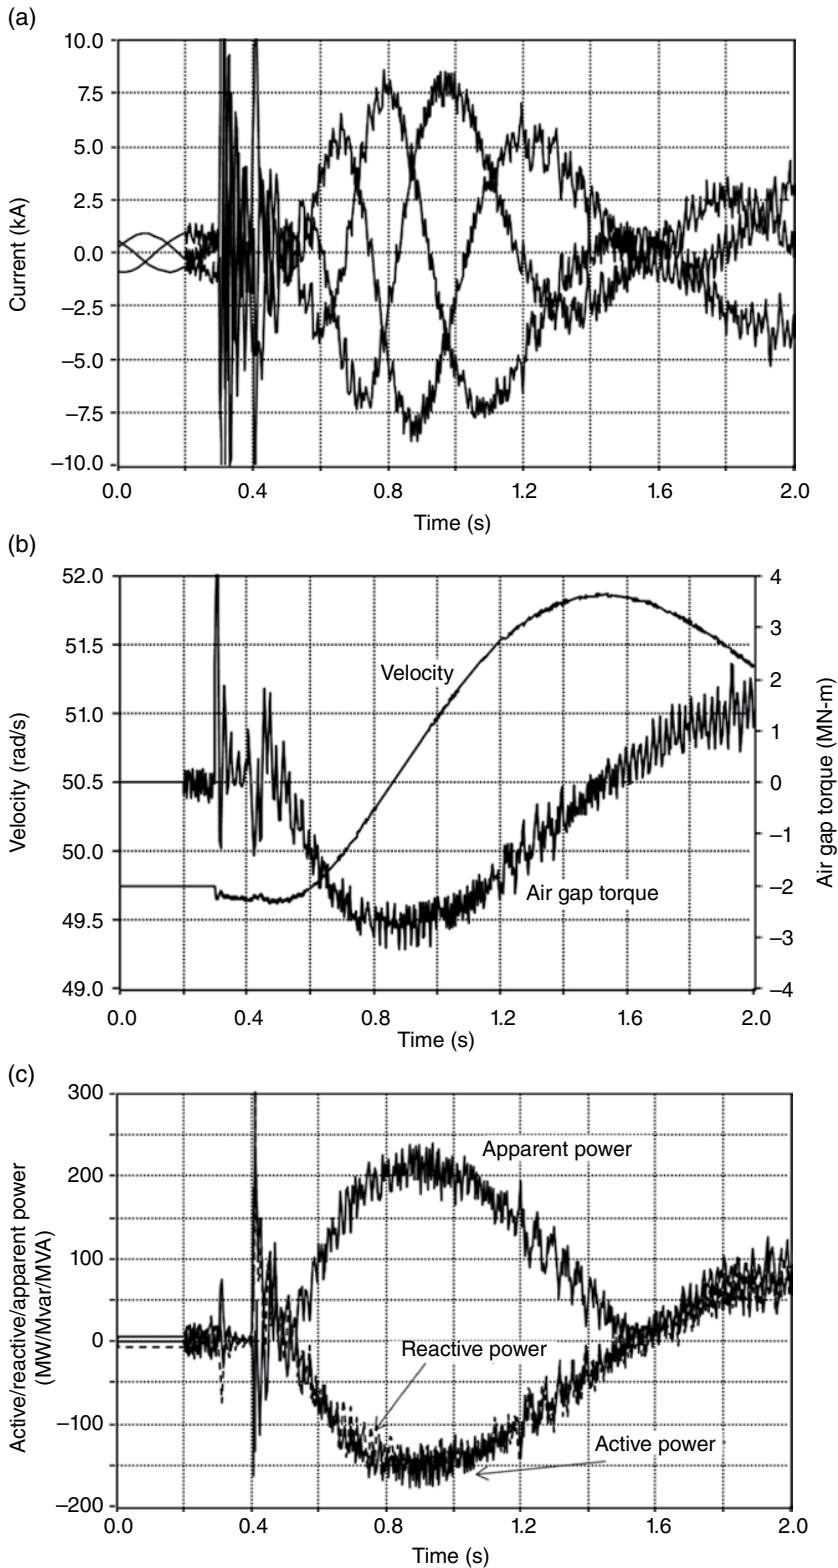 (a)
10.0
7.5
5.0
2.5
0.0
−2.5
−5.0
−7.5
−10.0
Current (kA)
0.0 0.4 0.8 1.2 1.6 2.0
Time (s)
(b)
52.0
51.5
51.0
50.5
50.0
49.5
49.0
Velocity (rad/s)
4
3
2
1
0
−1
−2
−3
−4
Air gap torque (MN-m)
Velocity
Air gap torque
0.0 0.4 0.8 1.2 1.6 2.0
Time (s)
(c)
300
200
100
0
−100
−200
Active/reactive/apparent power
(MW/Mvar/MVA)
Apparent power
Reactive power
Active power
0.0 0.4 0.8 1.2 1.6 2.0
Time (s)